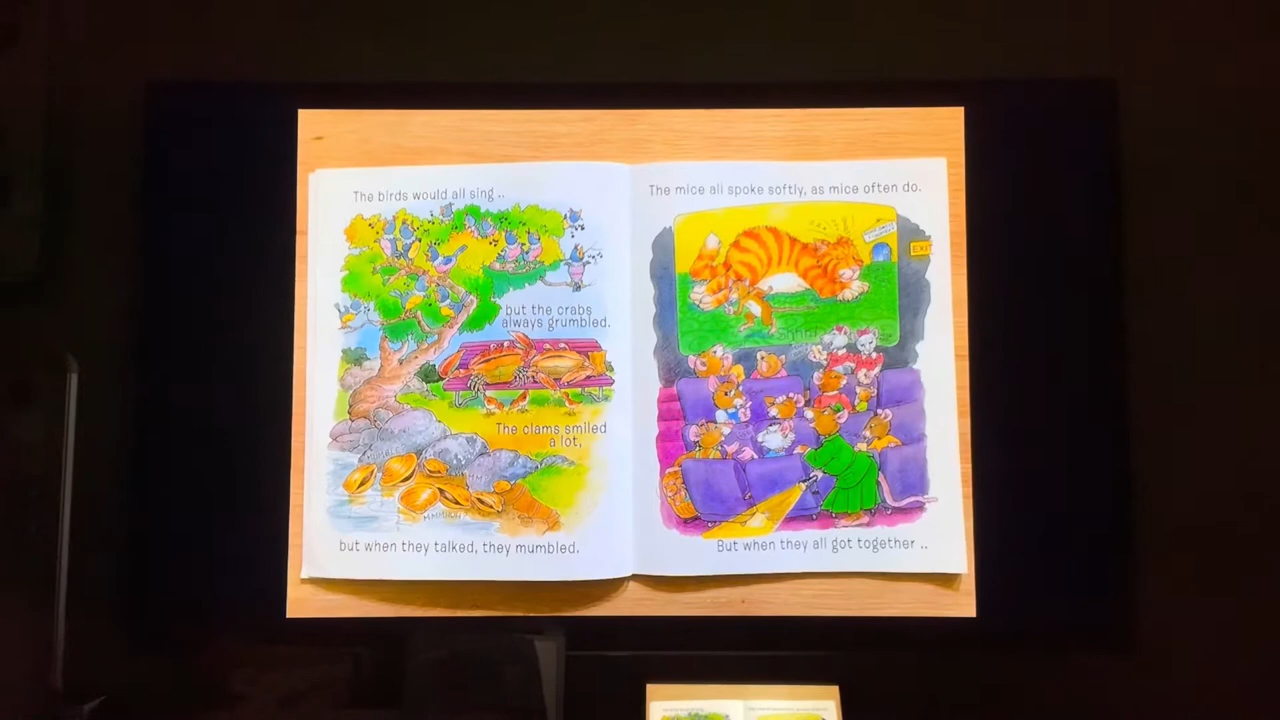 The birds would all sing ..
but the crabs
always grumbled.
The clams smiled
a lot,
but when they talked, they mumbled.
The mice all spoke softly, as mice often do.
EXIT
Shhh!
But when they all got together ..